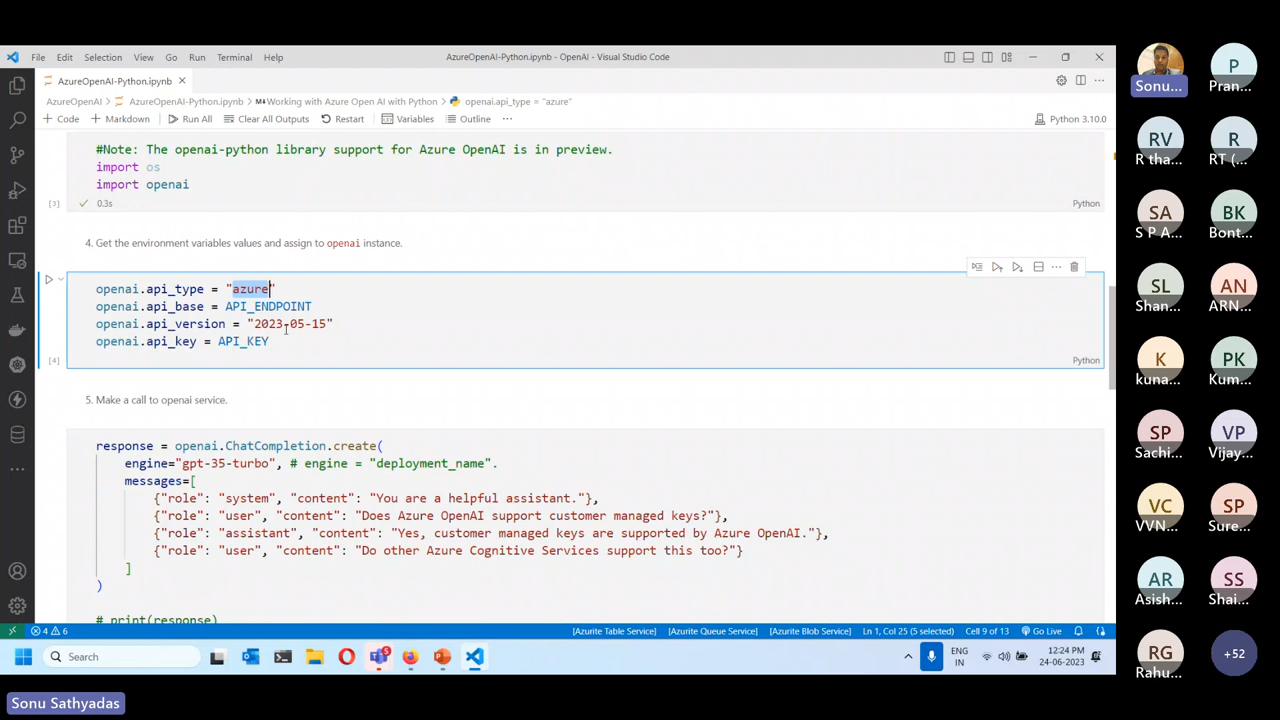 File Edit Selection View Go Run Terminal Help
AzureOpenAI-Python.ipynb - OpenAI - Visual Studio Code
AzureOpenAI-Python.ipynb
AzureOpenAI > AzureOpenAI-Python.ipynb > Working with Azure Open AI with Python > openai.api_type = "azure"
+ Code + Markdown Run All Clear All Outputs Restart Variables Outline ...
Python 3.10.0
#Note: The openai-python library support for Azure OpenAI is in preview.
import os
import openai
[3] 0.3s Python
4. Get the environment variables values and assign to openai instance.
openai.api_type = "azure"
openai.api_base = API_ENDPOINT
openai.api_version = "2023-05-15"
openai.api_key = API_KEY
[4] Python
5. Make a call to openai service.
response = openai.ChatCompletion.create(
engine="gpt-35-turbo", # engine = "deployment_name".
messages=[
{"role": "system", "content": "You are a helpful assistant."},
{"role": "user", "content": "Does Azure OpenAI support customer managed keys?"},
{"role": "assistant", "content": "Yes, customer managed keys are supported by Azure OpenAI."},
{"role": "user", "content": "Do other Azure Cognitive Services support this too?"}
]
)
# print(response)
4 6 [Azurite Table Service] [Azurite Queue Service] [Azurite Blob Service] Ln 1, Col 25 (5 selected) Cell 9 of 13 Go Live
Search
5
ENG
IN
12:24 PM
24-06-2023
Sonu Sathyadas
Sonu...
P
Pran...
RV
R tha...
R
RT (...
SA
S P A...
BK
Bont...
SL
Shan...
AN
ARN...
K
kuna...
PK
Kum...
SP
Sachi...
VP
Vijay...
VC
VVN...
SP
Sure...
AR
Asish...
SS
Shai...
RG
Rahu...
+52